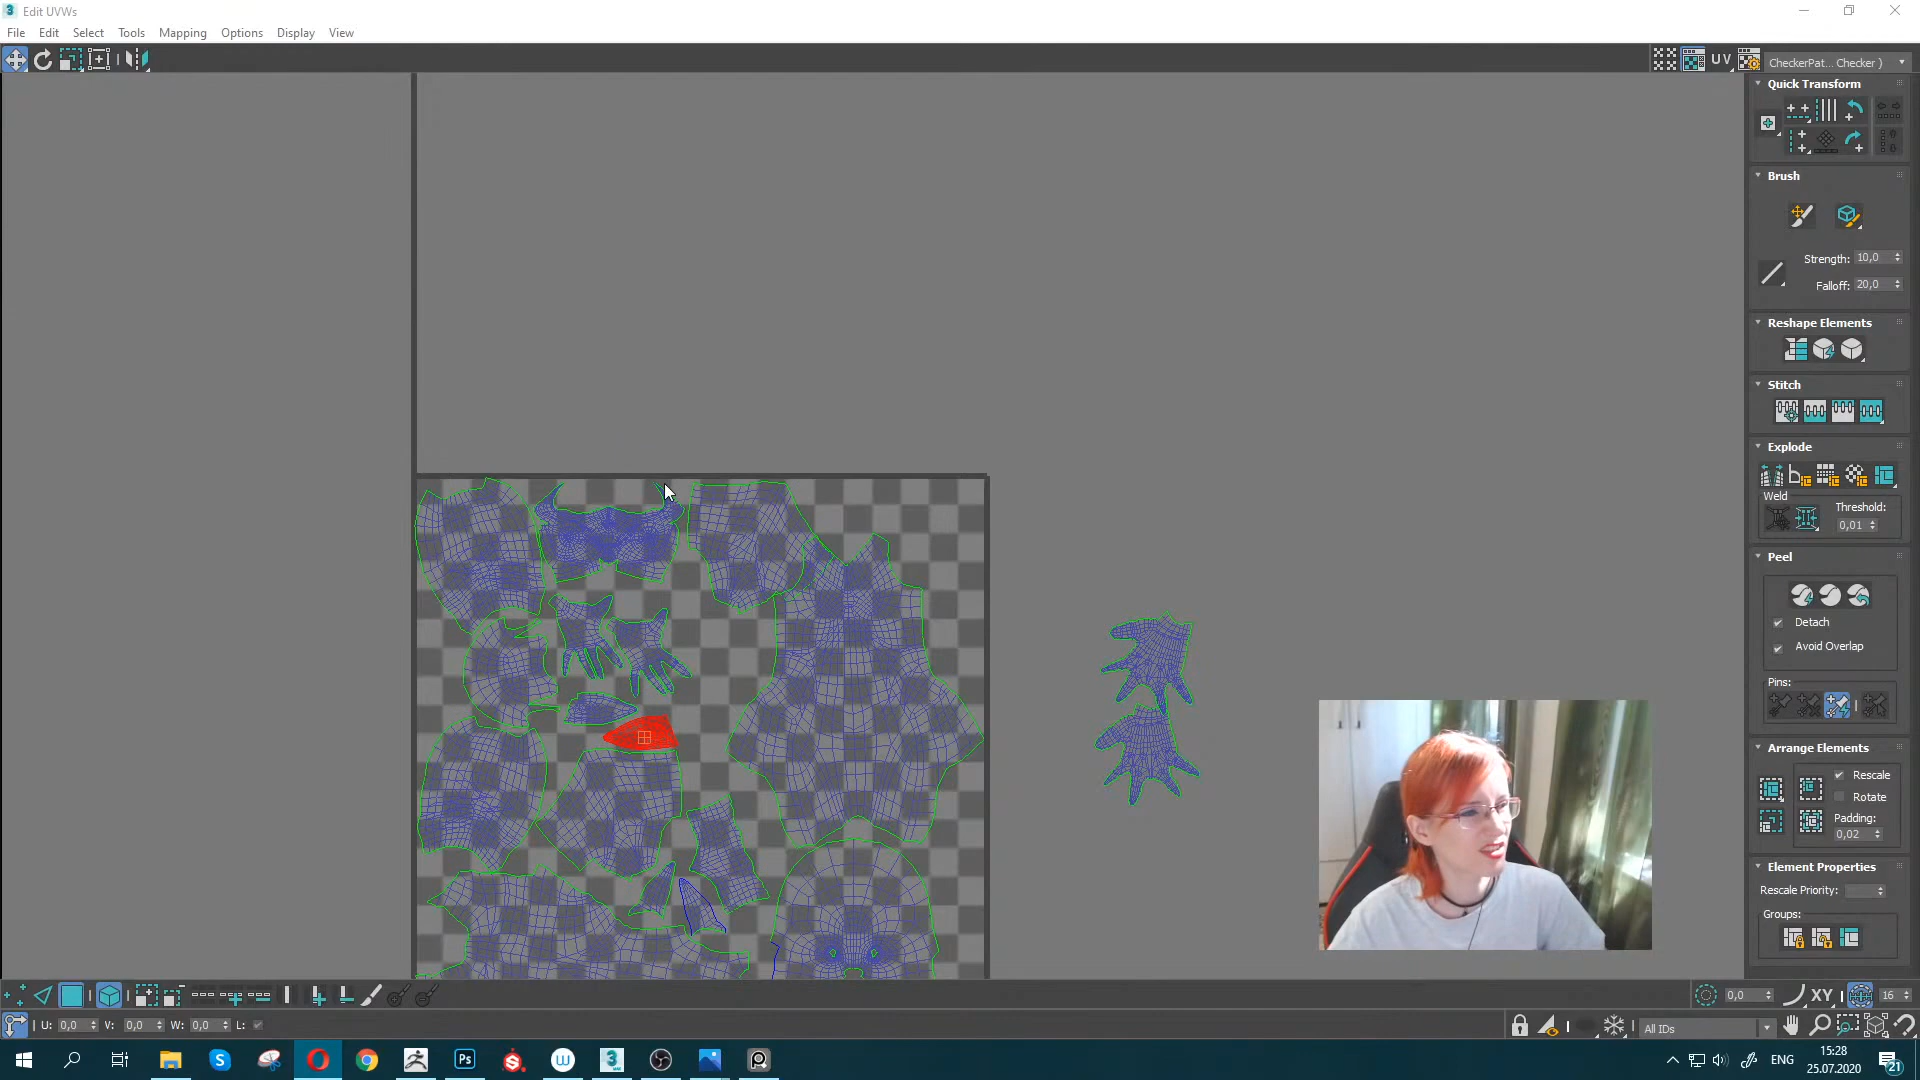 Edit UVWs
File Edit Select Tools Mapping Options Display View
UV CheckerPat... Checker )
Quick Transform
Brush
Strength: 10,0
Falloff: 20,0
Reshape Elements
Stitch
Explode
Weld Threshold:
0,01
Peel
Detach
Avoid Overlap
Pins:
Arrange Elements
Rescale
Rotate
Padding:
0,02
Element Properties
Rescale Priority:
Groups:
0,0 XY 16
U: 0,0 V: 0,0 W: 0,0 L: All IDs
Ps W 3 ENG 15:28
25.07.2020 21